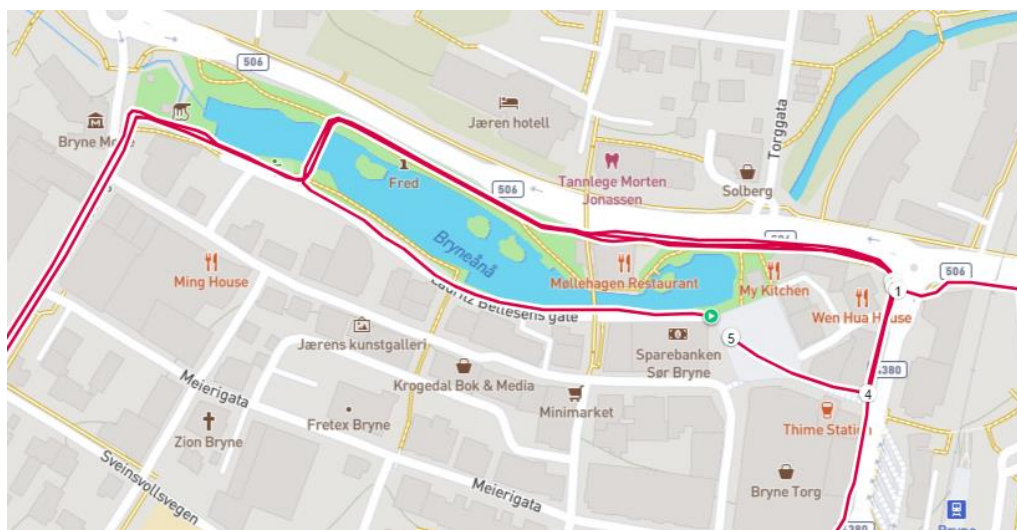 506
Jæren hotell
Bryne M
Torggata
Tannlege Morten
Jonassen
Solberg
Fred
506
Bryneånå
506
Ming House
Møllehagen Restaurant
My Kitchen
1
Wen Hua House
Lauritz Bellesens gate
Jærens kunstgalleri
5
Sparebanken
Sør Bryne
4380
4
Krogedal Bok & Media
Meierigata
Minimarket
Thime Station
Zion Bryne
Fretex Bryne
Sveinsvollsvegen
Meierigata
Bryne Torg
4380
Bryne